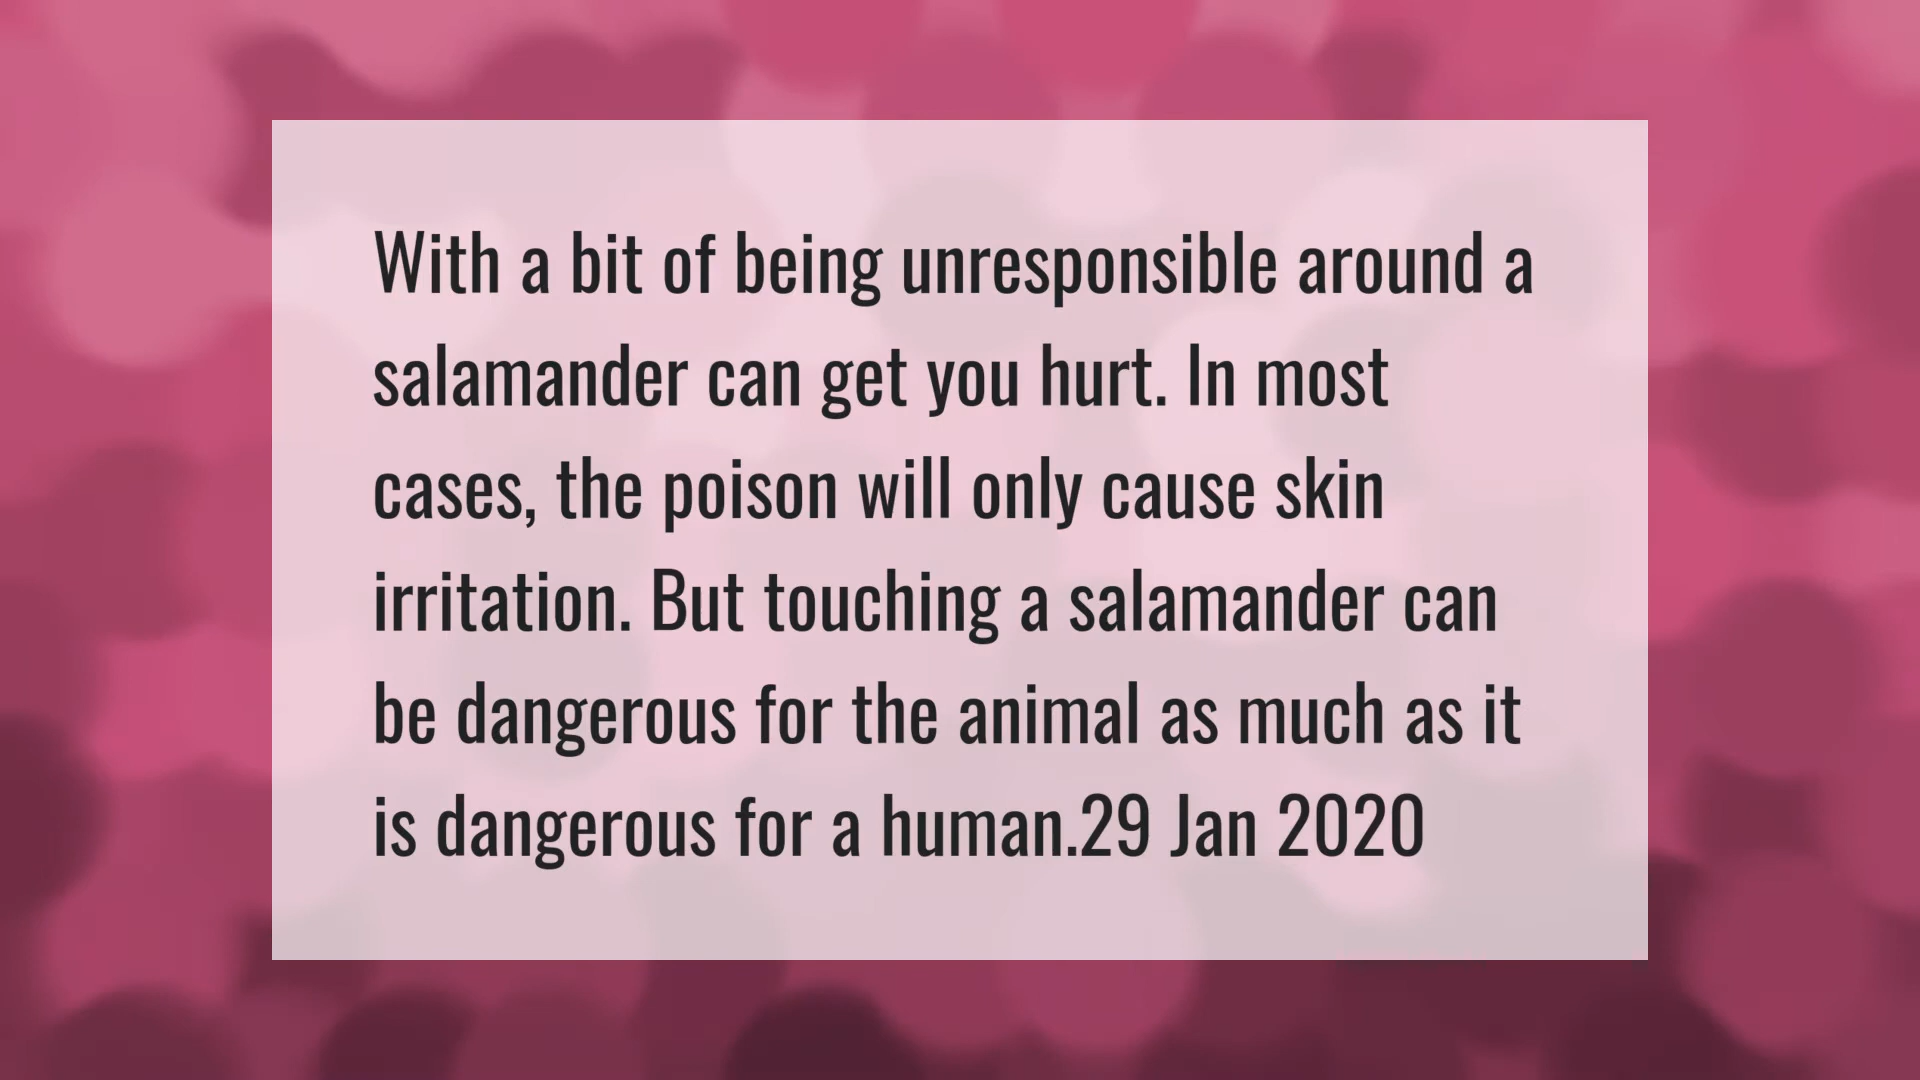 With a bit of being unresponsible around a
salamander can get you hurt. In most
cases, the poison will only cause skin
irritation. But touching a salamander can
be dangerous for the animal as much as it
is dangerous for a human.29 Jan 2020